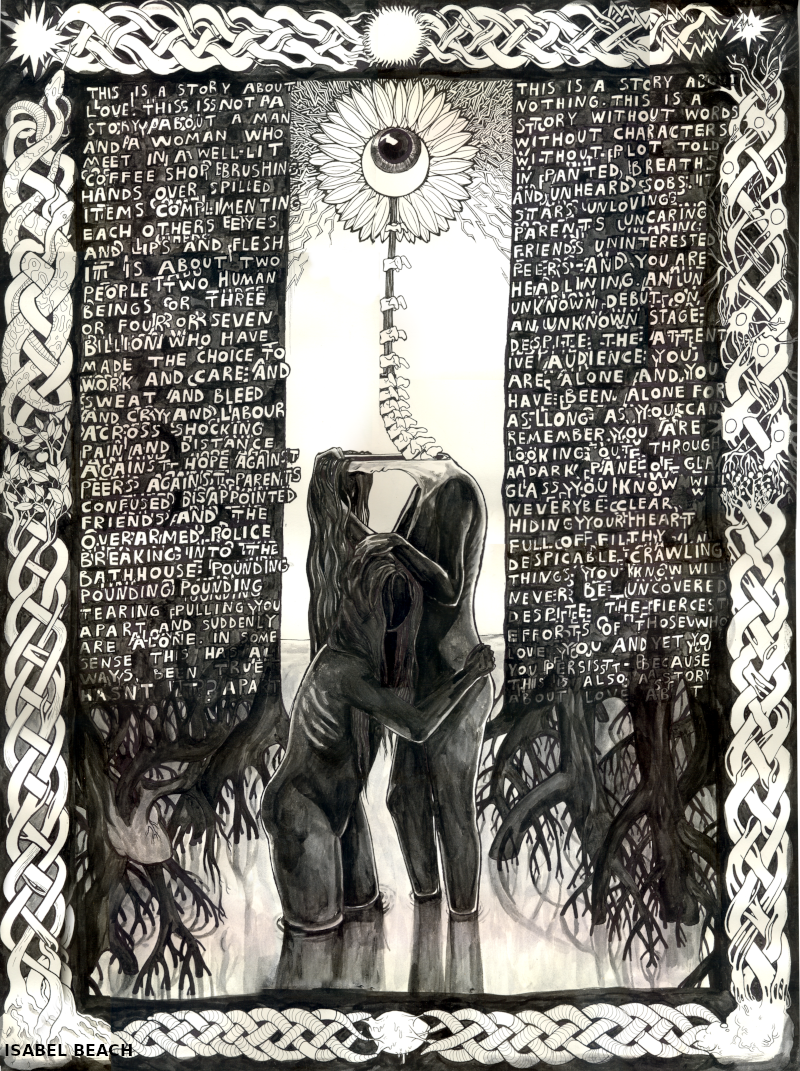 THIS IS A STORY ABOUT
LOVE. THIS IS NOT A
STORY ABOUT A MAN
AND A WOMAN WHO
MEET IN A WELL-LIT
COFFEE SHOP BRUSHING
HANDS OVER SPILLED
ITEMS COMPLIMENTING
EACH OTHERS EYES
AND LIPS AND FLESH
IT IS ABOUT TWO
PEOPLE TWO HUMAN
BEINGS OR THREE
OR FOUR OR SEVEN
BILLION WHO HAVE
MADE THE CHOICE TO
WORK AND CARE AND
SWEAT AND BLEED
AND CRY AND LABOUR
ACROSS SHOCKING
PAIN AND DISTANCE
AGAINST HOPE AGAINST
PEERS AGAINST PARENTS
CONFUSED DISAPPOINTED
FRIENDS AND THE
OVERARMED POLICE
BREAKING INTO THE
BATHHOUSE POUNDING
POUNDING POUNDING
TEARING PULLING YOU
APART AND SUDDENLY
ARE ALONE. IN SOME
SENSE THIS HAS AL
WAYS BEEN TRUE
HASNT IT? APART
THIS IS A STORY ABOUT
NOTHING. THIS IS A
STORY WITHOUT WORDS
WITHOUT CHARACTERS
WITHOUT PLOT TOLD
IN PANTED BREATHS
AND UNHEARD SOBS. IT
STARS UNLOVING
PARENTS UNCARING
FRIENDS UNINTERESTED
PEERS AND YOU ARE
HEADLINING. AN UN
UNKNOWN DEBUT ON
AN UNKNOWN STAGE
DESPITE THE ATTENT
IVE AUDIENCE YOU
ARE ALONE AND YOU
HAVE BEEN ALONE FOR
AS LONG AS YOU CAN
REMEMBER. YOU ARE
LOOKING OUT THROUGH
A DARK PANE OF GLA
GLASS YOU KNOW WILL
NEVER BE CLEAR,
HIDING YOUR HEART
FULL OF FILTHY
DESPICABLE CRAWLING
THINGS YOU KNOW WILL
NEVER BE UNCOVERED
DESPITE THE FIERCEST
EFFORTS OF THOSE WHO
LOVE YOU AND YET YOU
YOU PERSIST- BECAUSE
THIS IS ALSO A STORY
ABOUT LOVE
ISABEL BEACH